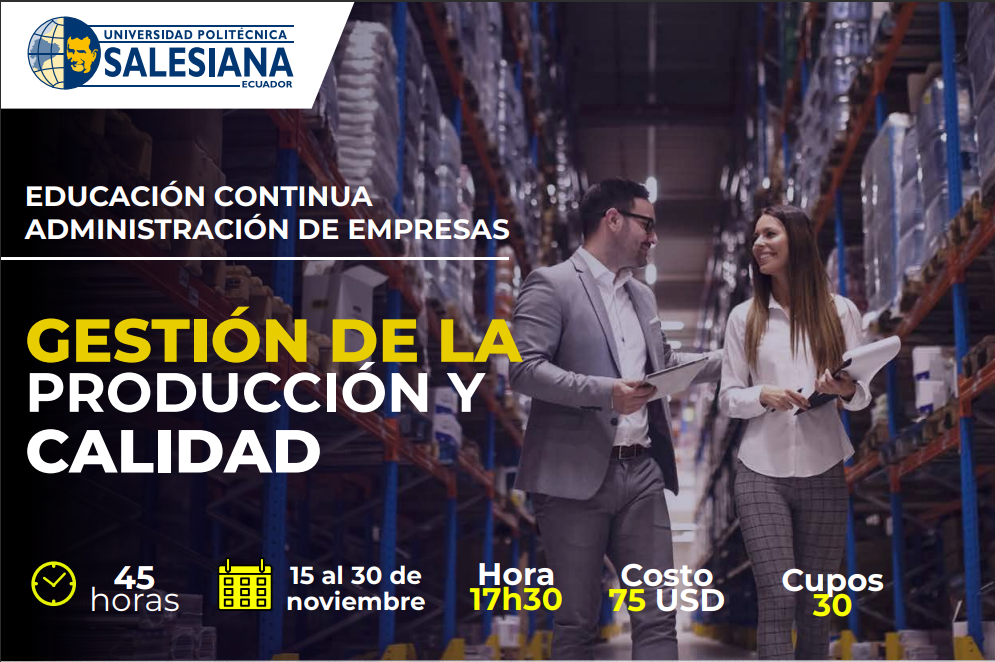 UNIVERSIDAD POLITÉCNICA
SALESIANA
ECUADOR
EDUCACIÓN CONTINUA
ADMINISTRACIÓN DE EMPRESAS
GESTIÓN DE LA
PRODUCCIÓN Y
CALIDAD
45
horas
15 al 30 de
noviembre
Hora
17h30
Costo
75 USD
Cupos
30